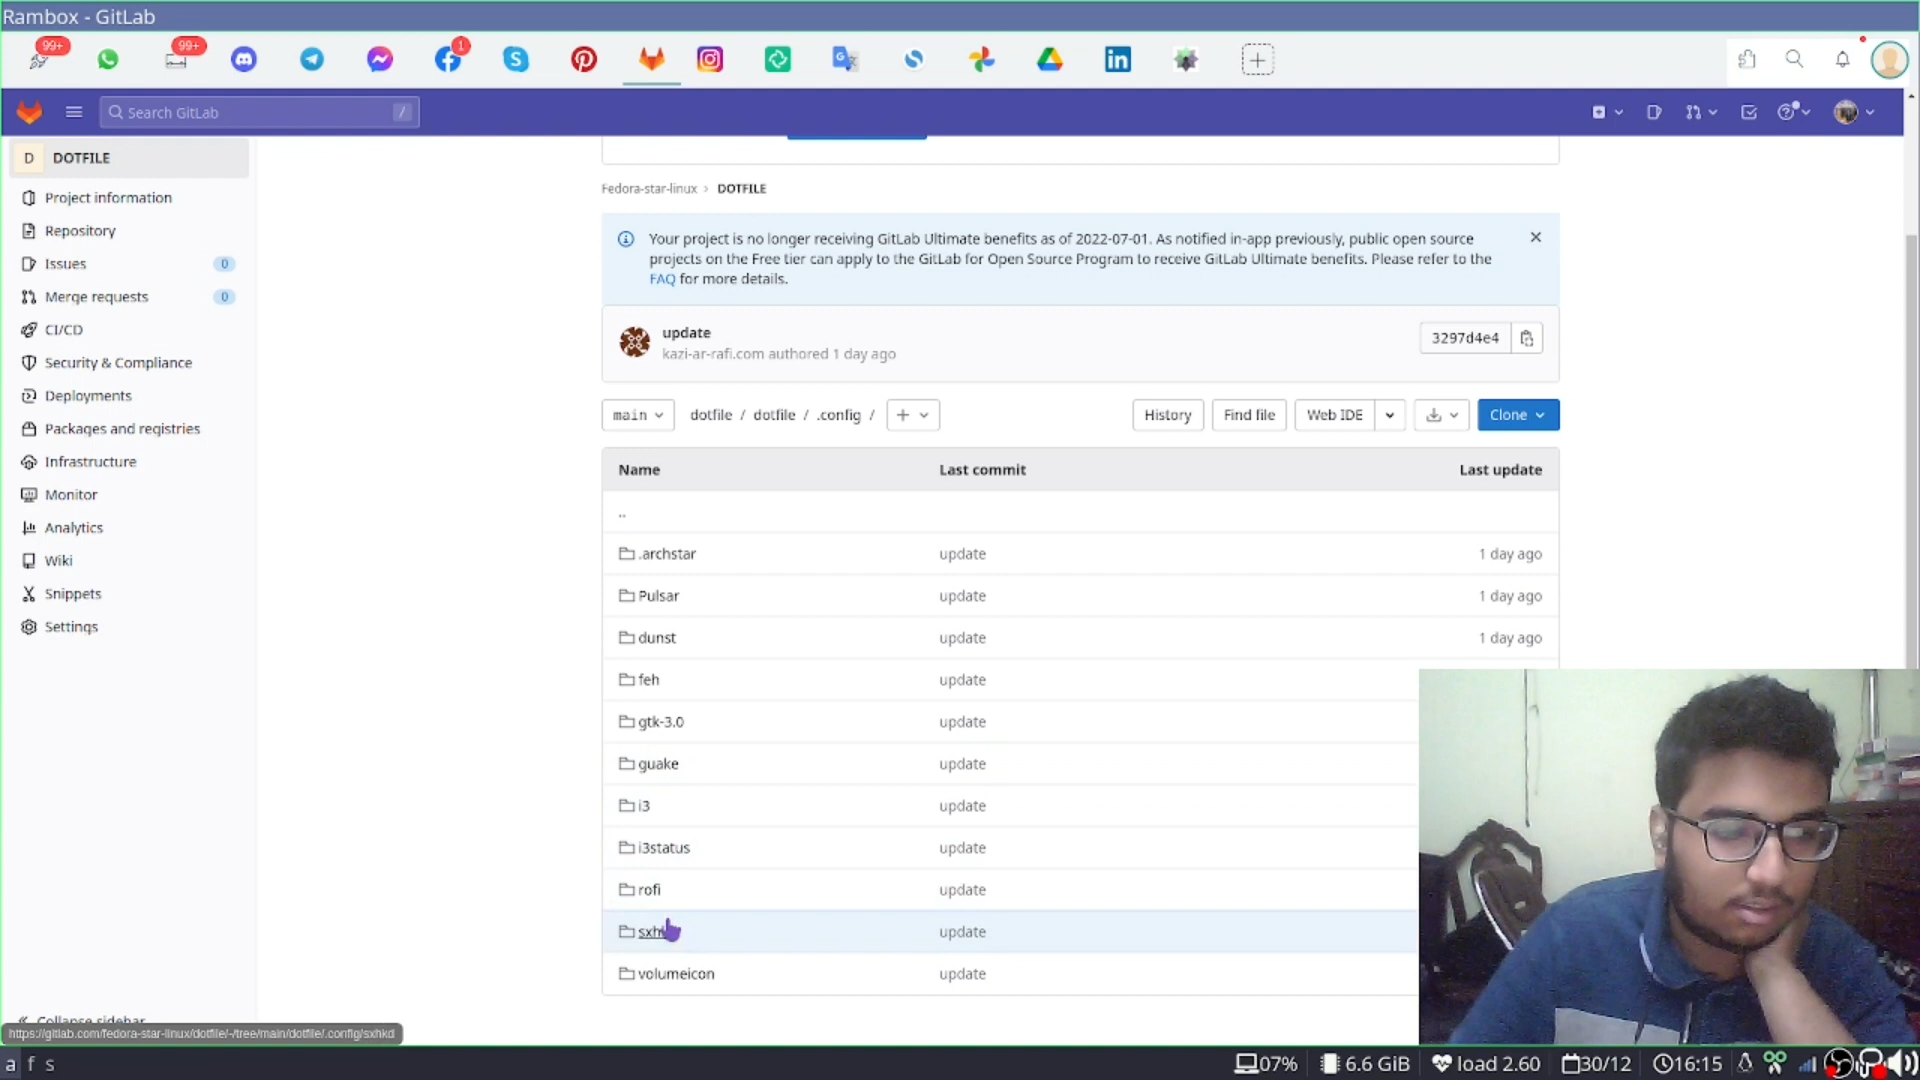 Rambox - GitLab
99+
99+
1
Search GitLab
/
D DOTFILE
Project information
Repository
Issues 0
Merge requests 0
CI/CD
Security & Compliance
Deployments
Packages and registries
Infrastructure
Monitor
Analytics
Wiki
Snippets
Settings
Collapse sidebar
Fedora-star-linux › DOTFILE
Your project is no longer receiving GitLab Ultimate benefits as of 2022-07-01. As notified in-app previously, public open source
projects on the Free tier can apply to the GitLab for Open Source Program to receive GitLab Ultimate benefits. Please refer to the
FAQ for more details.
update
kazi-ar-rafi.com authored 1 day ago
3297d4e4
main dotfile / dotfile / .config / +
History Find file Web IDE Clone
Name Last commit Last update
..
.archstar update 1 day ago
Pulsar update 1 day ago
dunst update 1 day ago
feh update
gtk-3.0 update
guake update
i3 update
i3status update
rofi update
update
volumeicon update
https://gitlab.com/fedora-star-linux/dotfile/-/tree/main/dotfile/.config/sxhkd
a f s
07% 6.6 GiB load 2.60 30/12 16:15